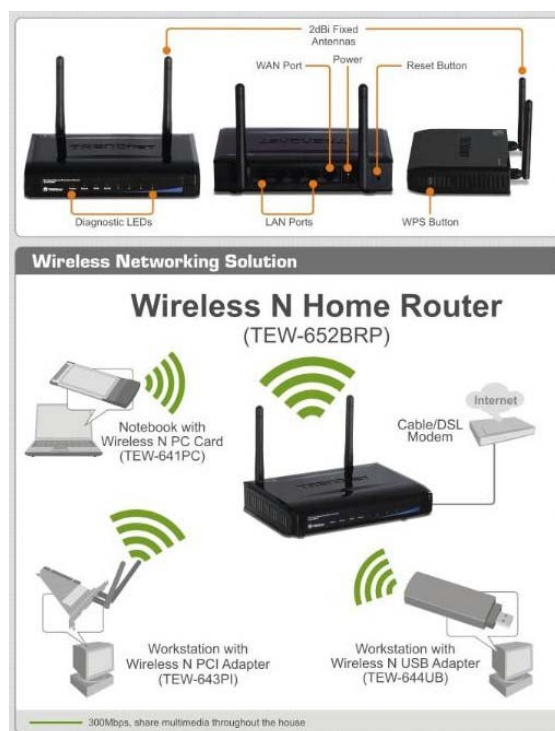 2dBi Fixed
Antennas
WAN Port
Power
Reset Button
TRENDNET
Diagnostic LEDs
LAN Ports
WPS Button
Wireless Networking Solution
Wireless N Home Router
(TEW-652BRP)
Internet
Cable/DSL
Modem
Notebook with
Wireless N PC Card
(TEW-641PC)
TRENDNET
Workstation with
Wireless N PCI Adapter
(TEW-643PI)
Workstation with
Wireless N USB Adapter
(TEW-644UB)
300Mbps, share multimedia throughout the house